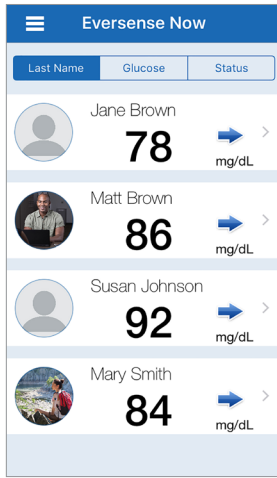 Eversense Now
Last Name Glucose Status
Jane Brown
78
mg/dL
Matt Brown
86
mg/dL
Susan Johnson
92
mg/dL
Mary Smith
84
mg/dL